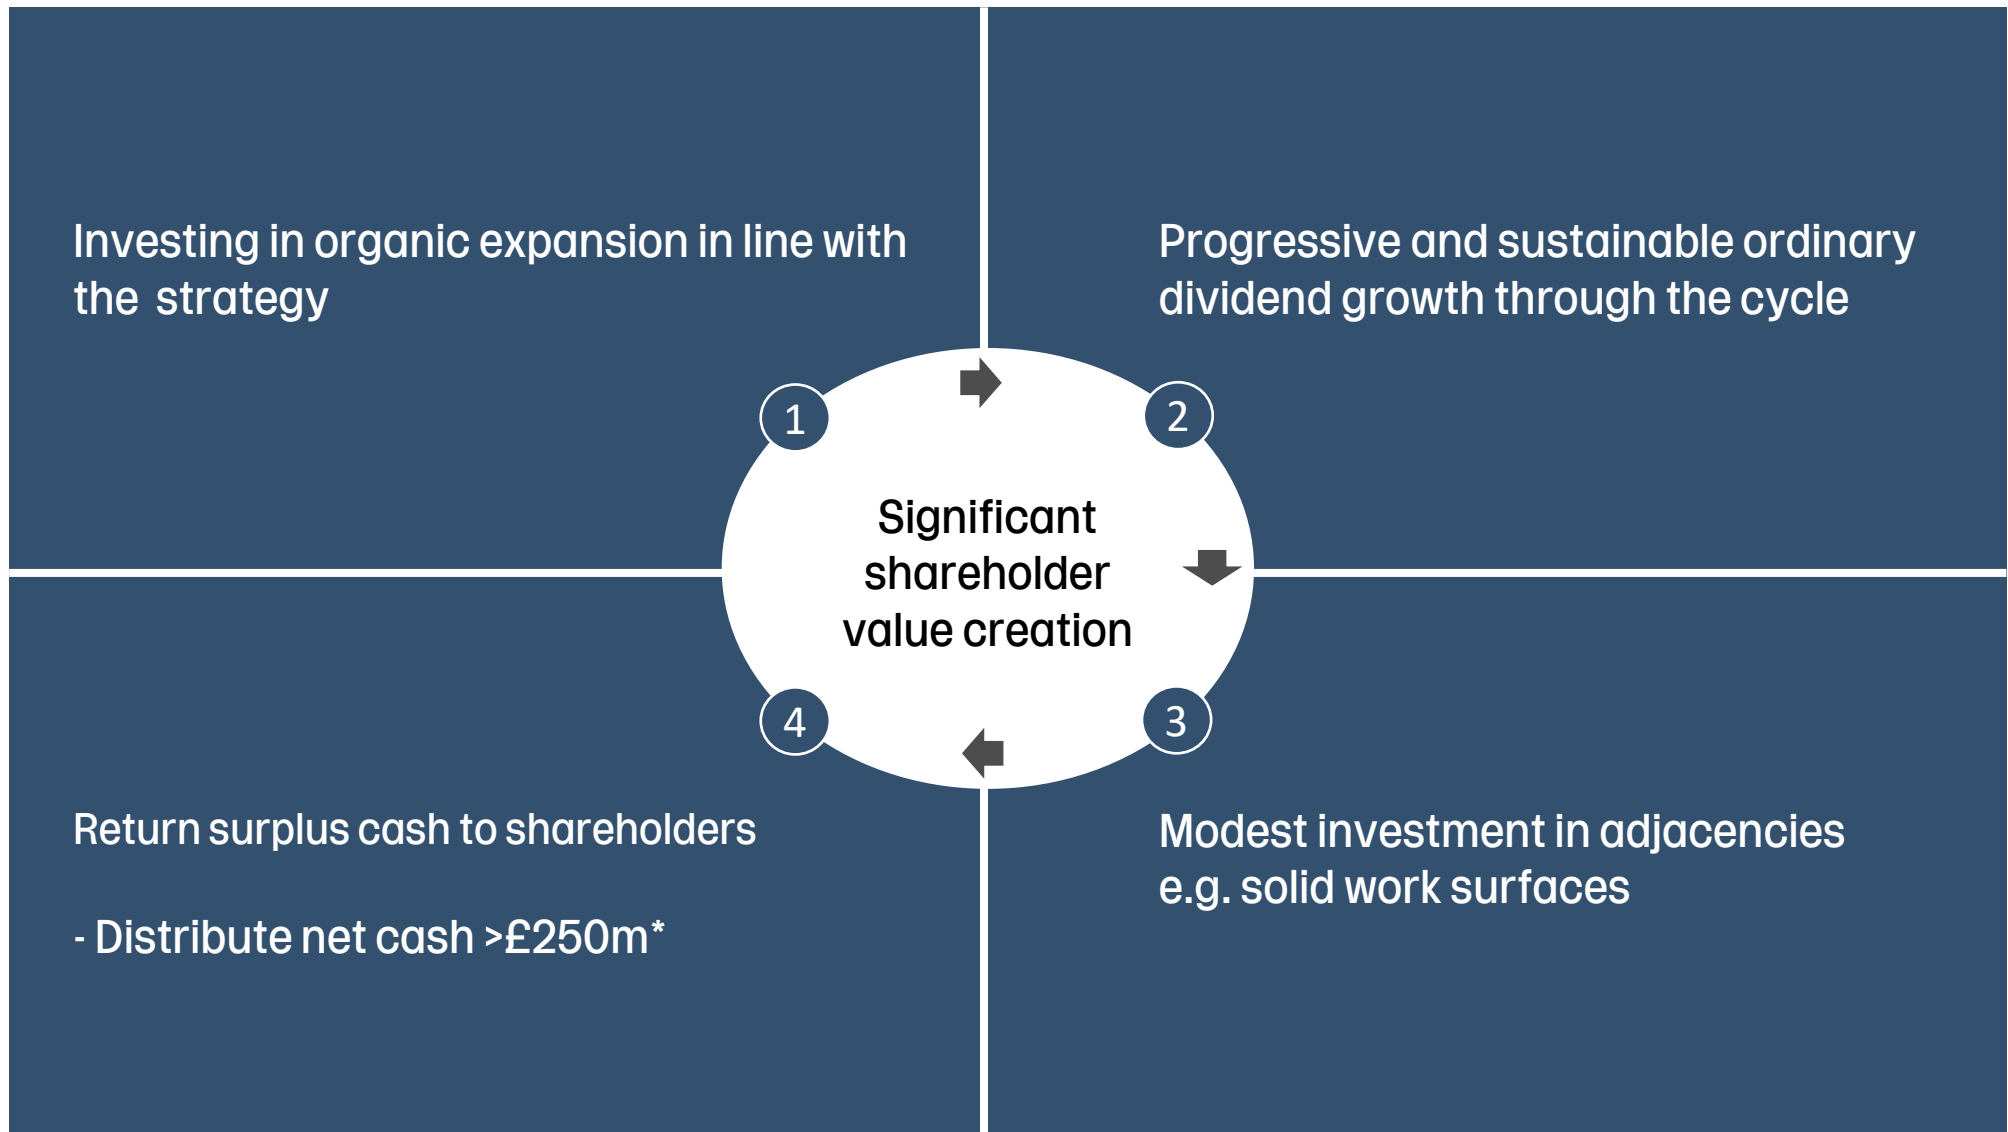 Investing in organic expansion in line with
the strategy
Progressive and sustainable ordinary
dividend growth through the cycle
1
2
Significant
shareholder
value creation
4
3
Return surplus cash to shareholders
- Distribute net cash >£250m*
Modest investment in adjacencies
e.g. solid work surfaces